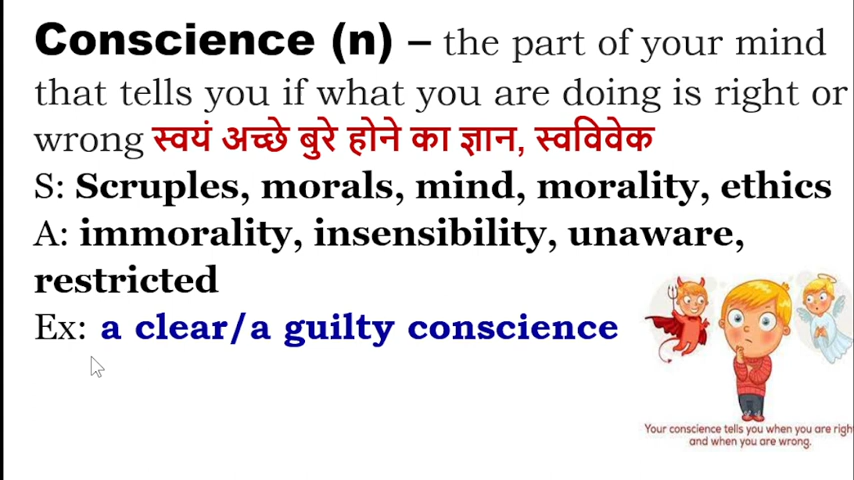 Conscience (n) – the part of your mind
that tells you if what you are doing is right or
wrong स्वयं अच्छे बुरे होने का ज्ञान, स्वविवेक
S: Scruples, morals, mind, morality, ethics
A: immorality, insensibility, unaware,
restricted
Ex: a clear/a guilty conscience
Your conscience tells you when you are righ
and when you are wrong.